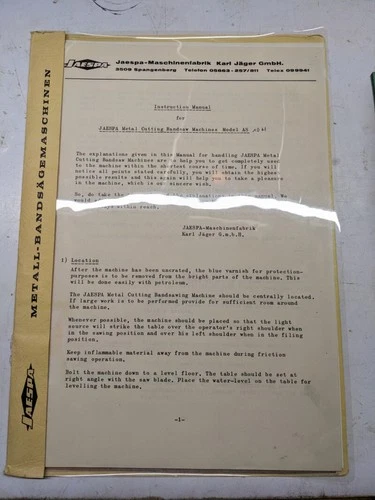 JAESPA
METALL-BANDSÄGEMASCHINEN
JAESPA
JAESPA
Jaespa-Maschinenfabrik Karl Jäger GmbH.
3509 Spangenberg Telefon 05663-257/811 Telex 09
Instruction Manual
for
JAESPA Metal Cutting Bandsaw Machines Model
The explanations given in this Manual for handling JAESPA Metal
Cutting Bandsaw Machines are to help you to get completely used
to the machine within the shortest course of time. If you will
notice all points stated carefully, you will obtain the highest-
possible results and this again will help you to take a pleasure
in the machine, which is our sincere wish.
So, do take the
within reach.
JAESPA-Maschinenfabrik
Karl Jäger G.m.b.H.
1) Location
After the machine has been unorated, the blue varnish for protection-
purposes is to be removed from the bright parts of the machine. This
will be done easiest with petroleum.
The JAESPA Metal Cutting Bandsawing Machine should be centrally located.
If large work is to be performed provide for sufficient room around
the machine.
Whenever possible, the machine should be placed so that the light
source will strike the table over the operator's right shoulder when
in the sawing position and over his left shoulder when in the filing
position.
Keep inflammable material away from the machine during friction
sawing operation.
Bolt the machine down to a level floor. The table should be set at
right angle with the saw blade. Place the water-level on the table for
levelling the machine.
-1-